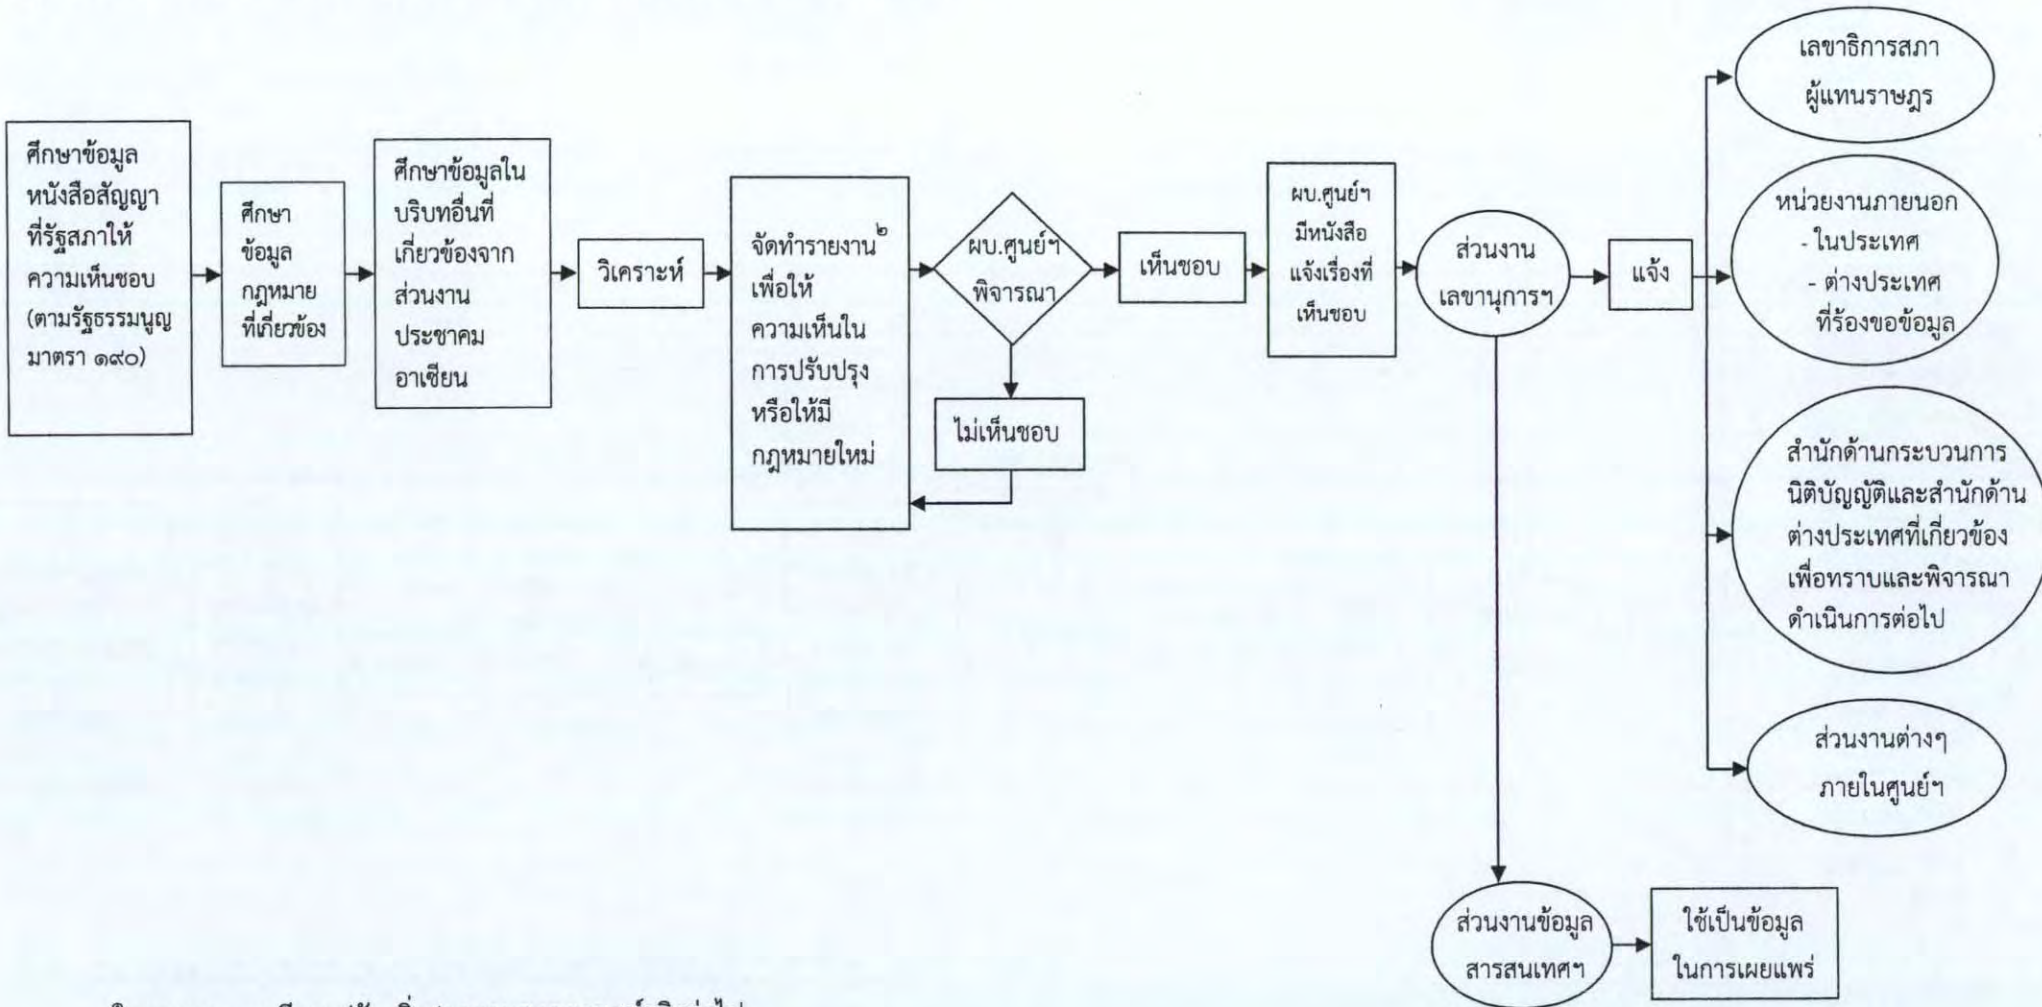 ศึกษาข้อมูล
หนังสือสัญญา
ที่รัฐสภาให้
ความเห็นชอบ
(ตามรัฐธรรมนูญ
มาตรา ๑๙๐)
ศึกษา
ข้อมูล
กฎหมาย
ที่เกี่ยวข้อง
ศึกษาข้อมูลใน
บริบทอื่นที่
เกี่ยวข้องจาก
ส่วนงาน
ประชาคม
อาเซียน
วิเคราะห์
จัดทำรายงาน๒
เพื่อให้
ความเห็นใน
การปรับปรุง
หรือให้มี
กฎหมายใหม่
ผบ.ศูนย์ฯ
พิจารณา
ไม่เห็นชอบ
เห็นชอบ
ผบ.ศูนย์ฯ
มีหนังสือ
แจ้งเรื่องที่
เห็นชอบ
ส่วนงาน
เลขานุการฯ
แจ้ง
เลขาธิการสภา
ผู้แทนราษฎร
หน่วยงานภายนอก
- ในประเทศ
- ต่างประเทศ
ที่ร้องขอข้อมูล
สำนักด้านกระบวนการ
นิติบัญญัติและสำนักด้าน
ต่างประเทศที่เกี่ยวข้อง
เพื่อทราบและพิจารณา
ดำเนินการต่อไป
ส่วนงานต่างๆ
ภายในศูนย์ฯ
ส่วนงานข้อมูล
สารสนเทศฯ
ใช้เป็นข้อมูล
ในการเผยแพร่